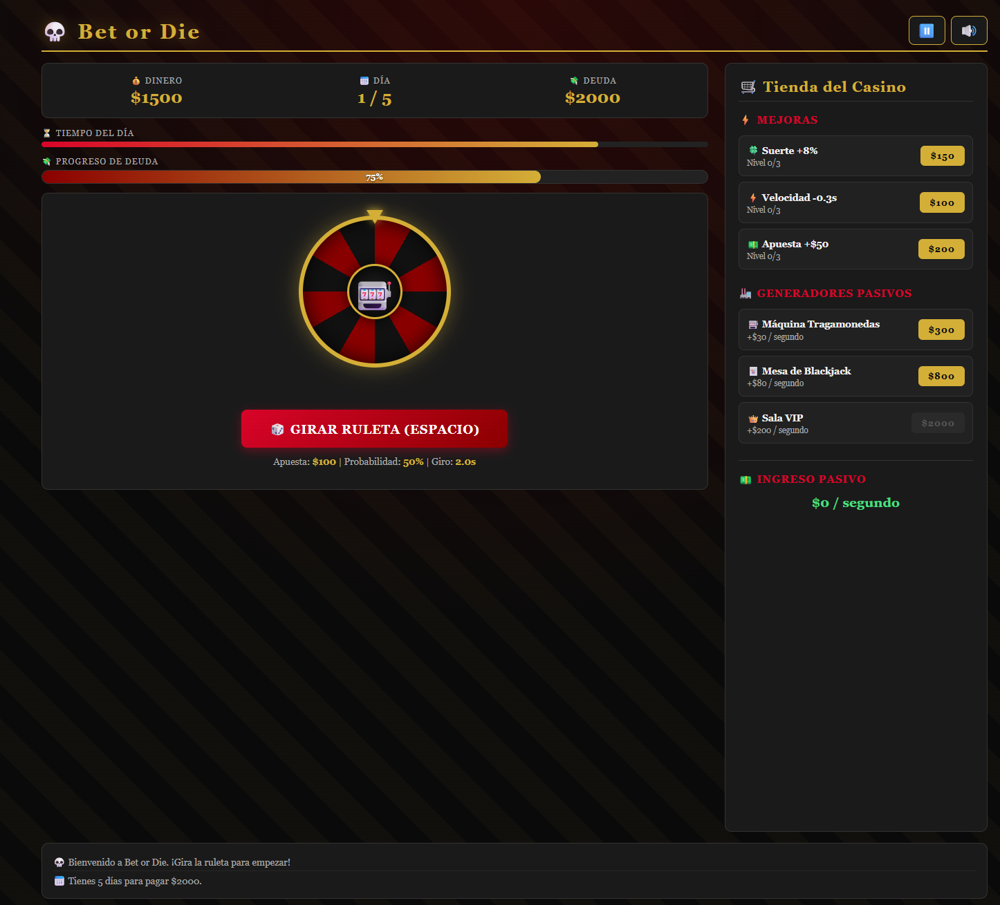 Bet or Die
DINERO
$1500
DÍA
1 / 5
DEUDA
$2000
TIEMPO DEL DÍA
PROGRESO DE DEUDA
75%
777
GIRAR RULETA (ESPACIO)
Apuesta: $100 | Probabilidad: 50% | Giro: 2.0s
Tienda del Casino
MEJORAS
Suerte +8%
Nivel 0/3
$150
Velocidad -0.3s
Nivel 0/3
$100
Apuesta +$50
Nivel 0/3
$200
GENERADORES PASIVOS
Máquina Tragamonedas
+$30 / segundo
$300
Mesa de Blackjack
+$80 / segundo
$800
Sala VIP
+$200 / segundo
$2000
INGRESO PASIVO
$0 / segundo
Bienvenido a Bet or Die. ¡Gira la ruleta para empezar!
Tienes 5 días para pagar $2000.